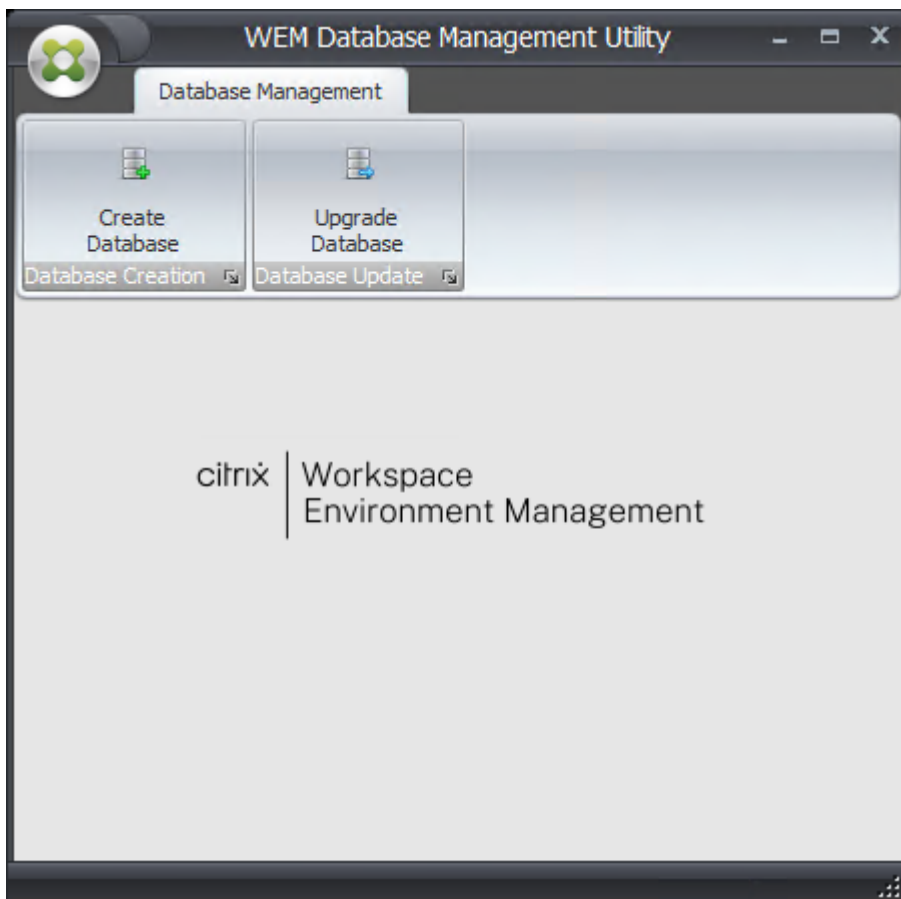 WEM Database Management Utility
Database Management
Create
Database
Upgrade
Database
Database Creation
Database Update
citrix
Workspace
Environment Management